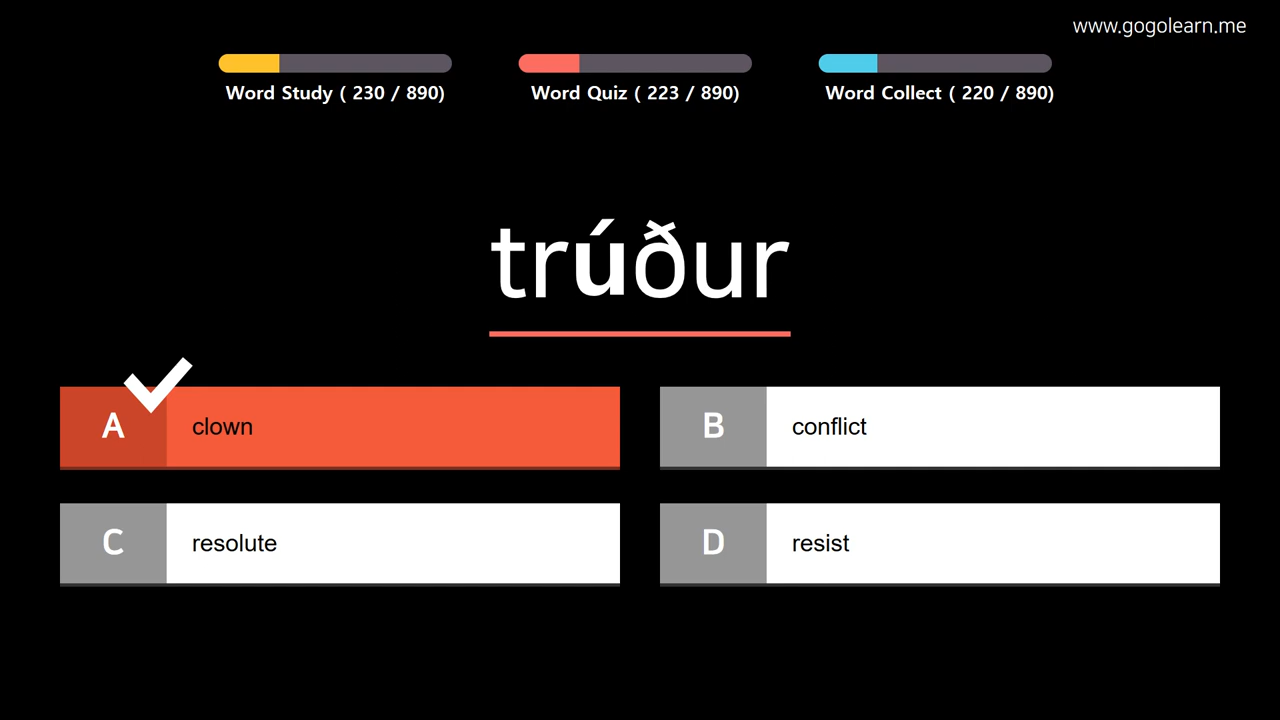 www.gogolearn.me
Word Study ( 230 / 890)
Word Quiz ( 223 / 890)
Word Collect ( 220 / 890)
trúður
A clown
B conflict
C resolute
D resist